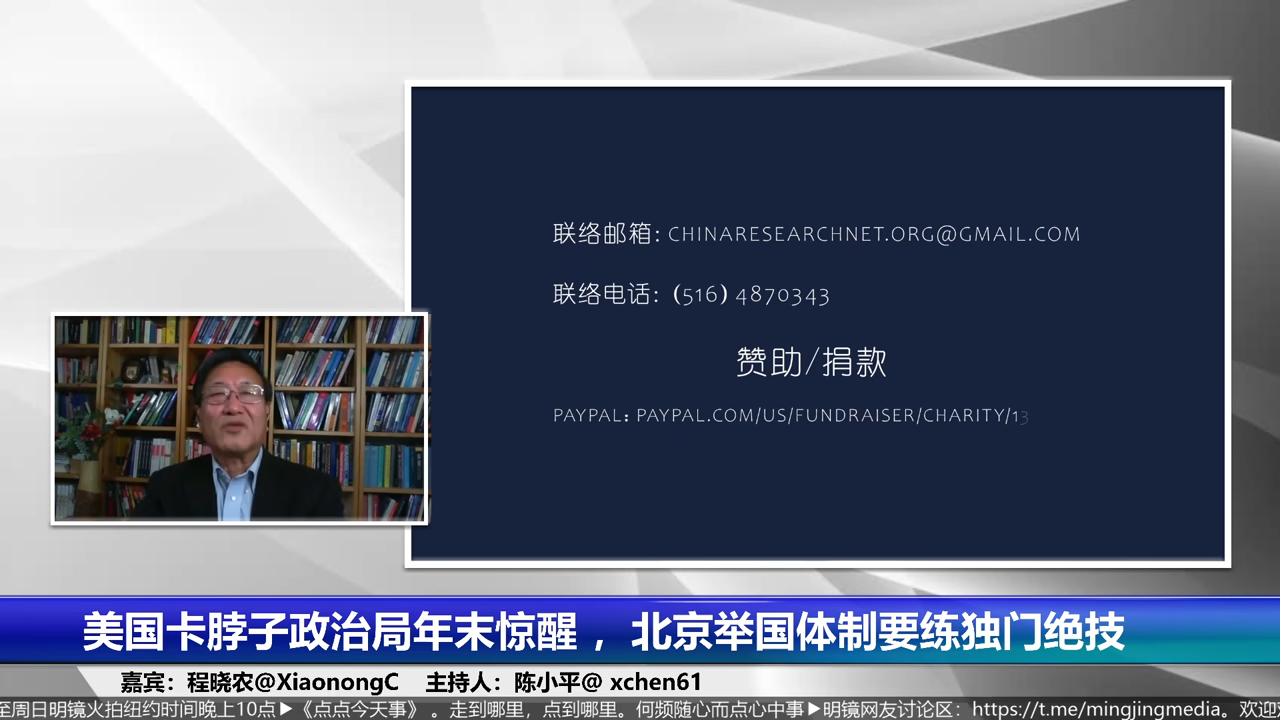 联络邮箱: CHINARESEARCHNET.ORG@GMAIL.COM
联络电话: (516) 4870343
赞助/捐款
PAYPAL: PAYPAL.COM/US/FUNDRAISER/CHARITY/13
美国卡脖子政治局年末惊醒 ，北京举国体制要练独门绝技
嘉宾：程晓农@XiaonongC 主持人：陈小平@ xchen61
至周日明镜火拍纽约时间晚上10点▶《点点今天事》 。走到哪里，点到哪里。何频随心而点心中事▶明镜网友讨论区：https://t.me/mingjingmedia。欢迎